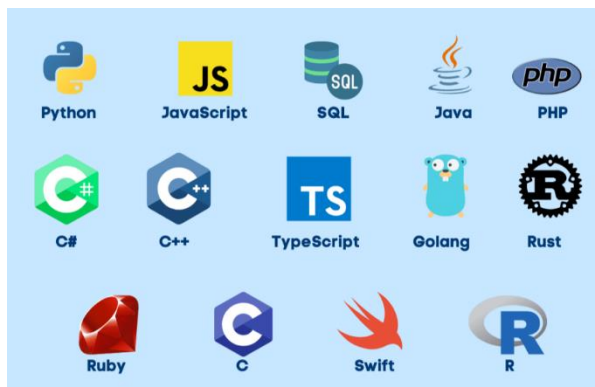 JS
SQL
php
Python
JavaScript
SQL
Java
PHP
C#
C++
TS
R
C#
C++
TypeScript
Golang
Rust
C
R
Ruby
C
Swift
R